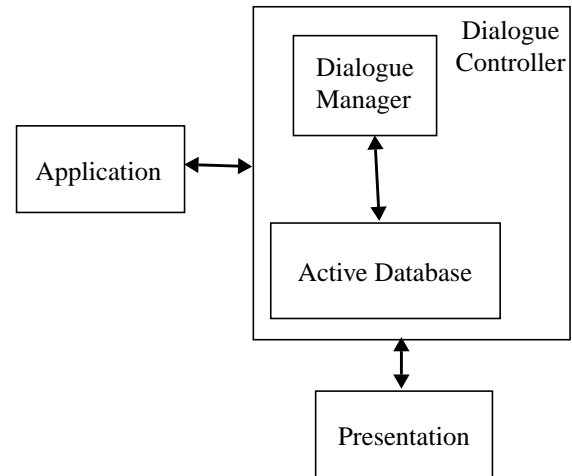 Dialogue
Controller
Dialogue
Manager
Application
Active Database
Presentation